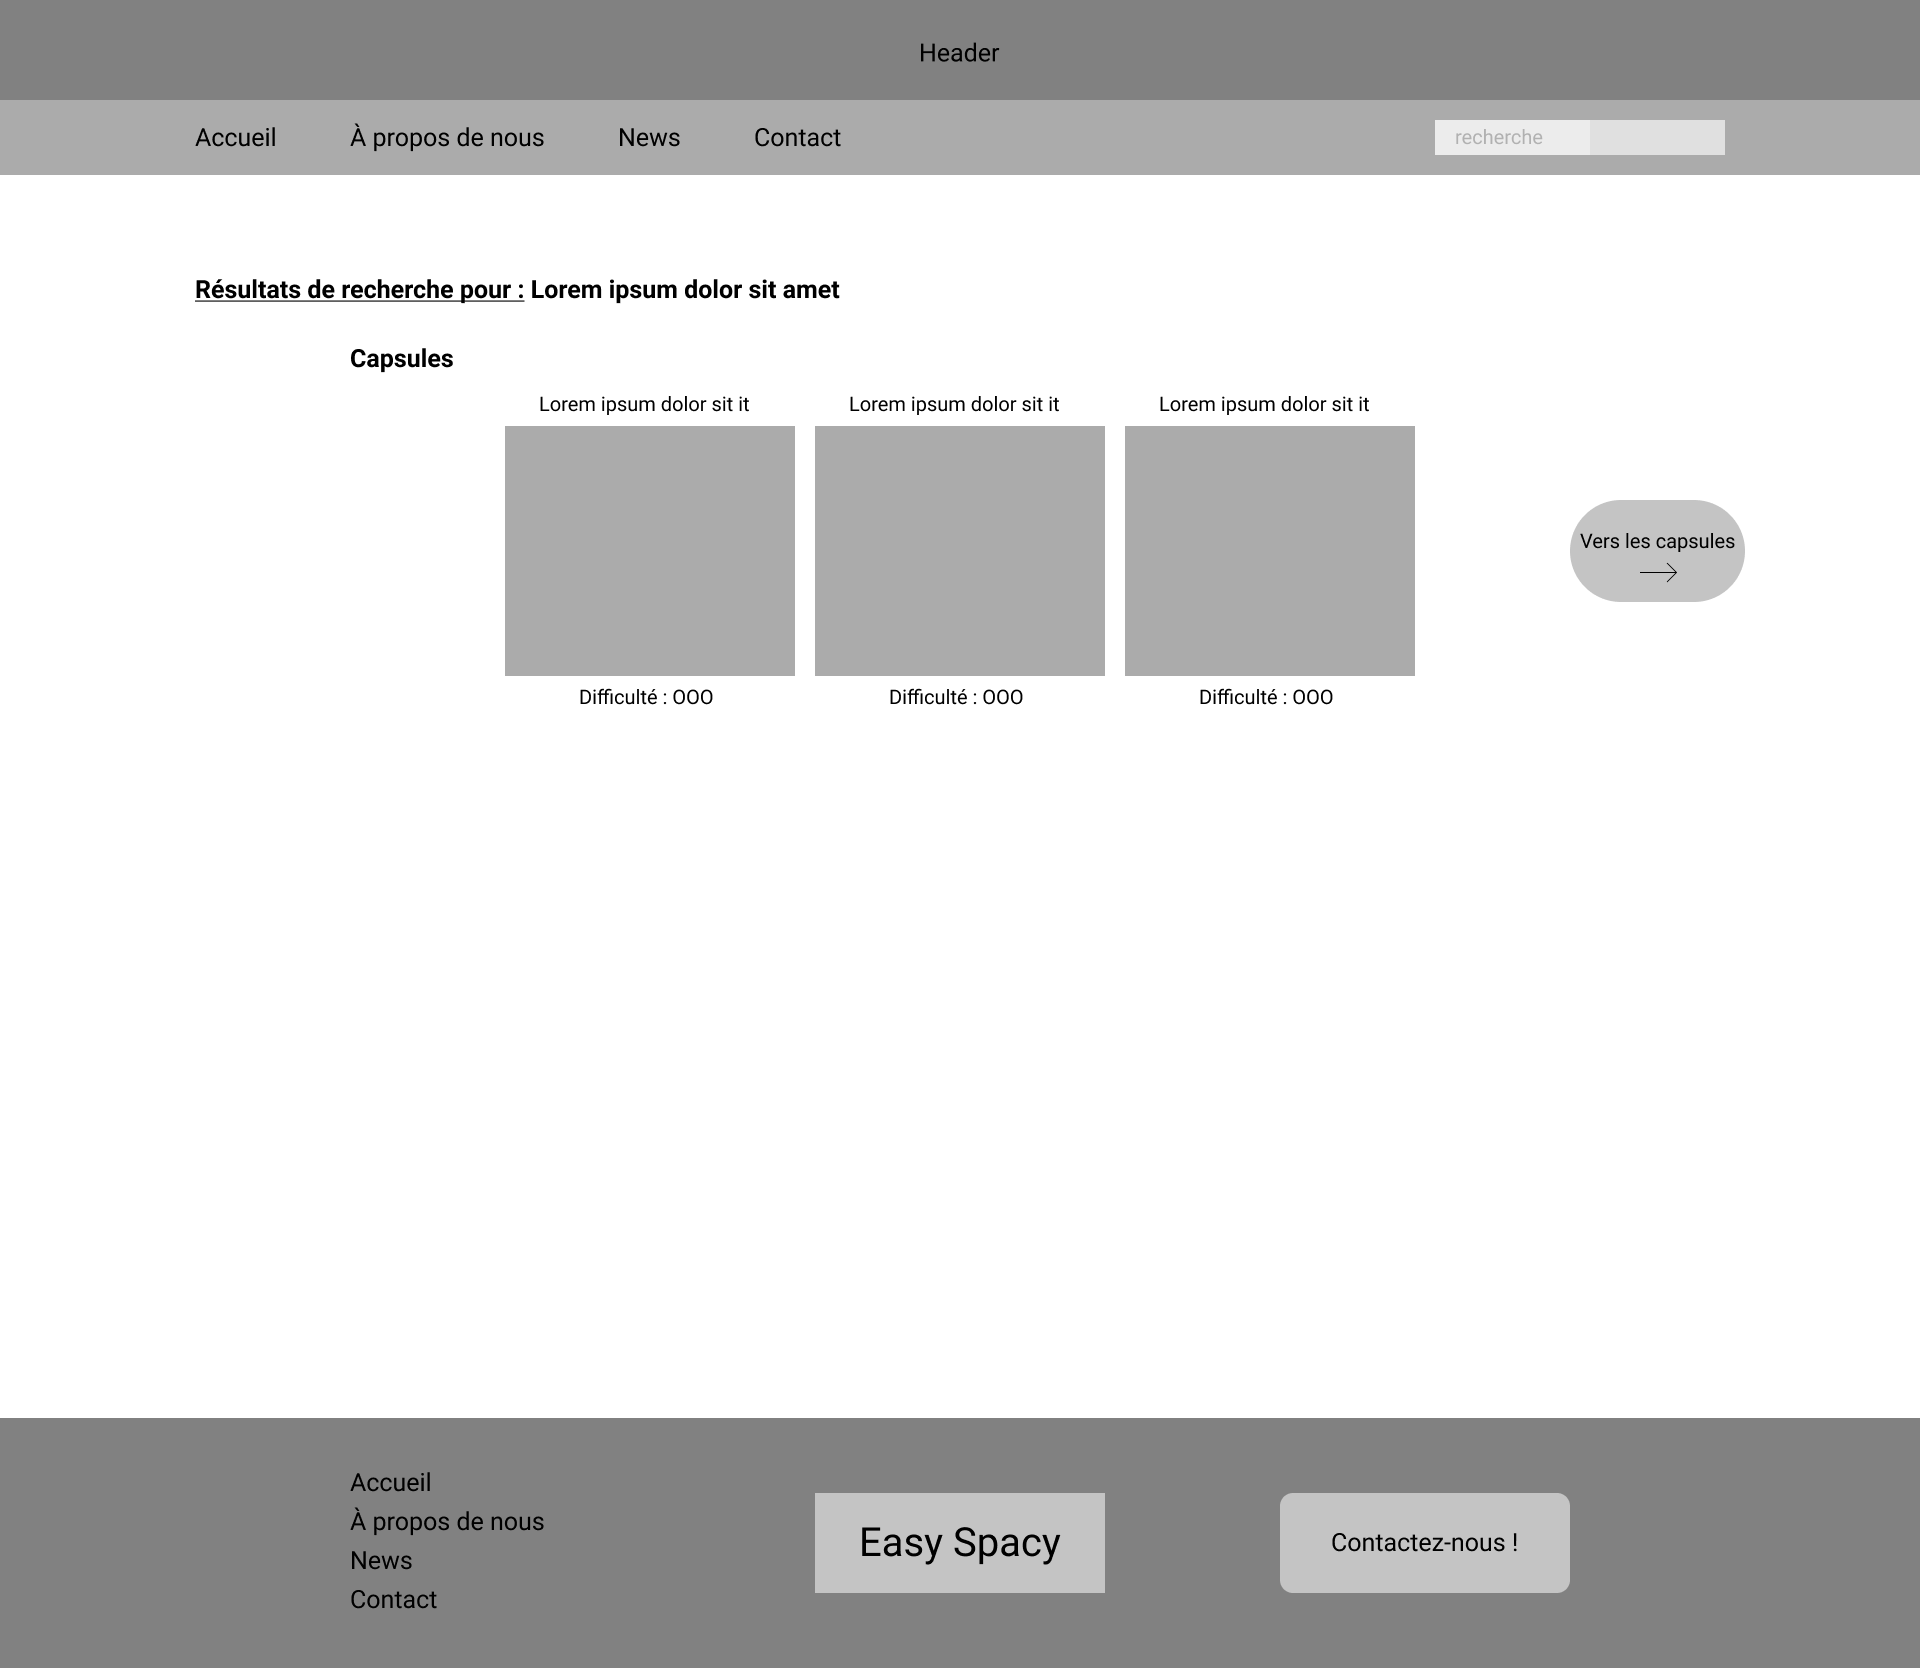 Header
Accueil À propos de nous News Contact recherche
Résultats de recherche pour : Lorem ipsum dolor sit amet
Capsules
Lorem ipsum dolor sit it Lorem ipsum dolor sit it Lorem ipsum dolor sit it
Vers les capsules
Difficulté : OOO Difficulté : OOO Difficulté : OOO
Accueil
À propos de nous
News
Contact
Easy Spacy
Contactez-nous !